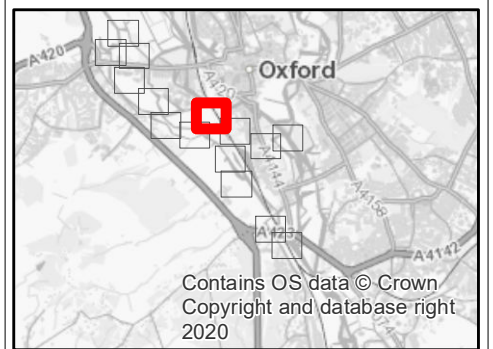 A420
A420
Oxford
A4144
A4158
A423
A4142
Contains OS data © Crown
Copyright and database right
2020